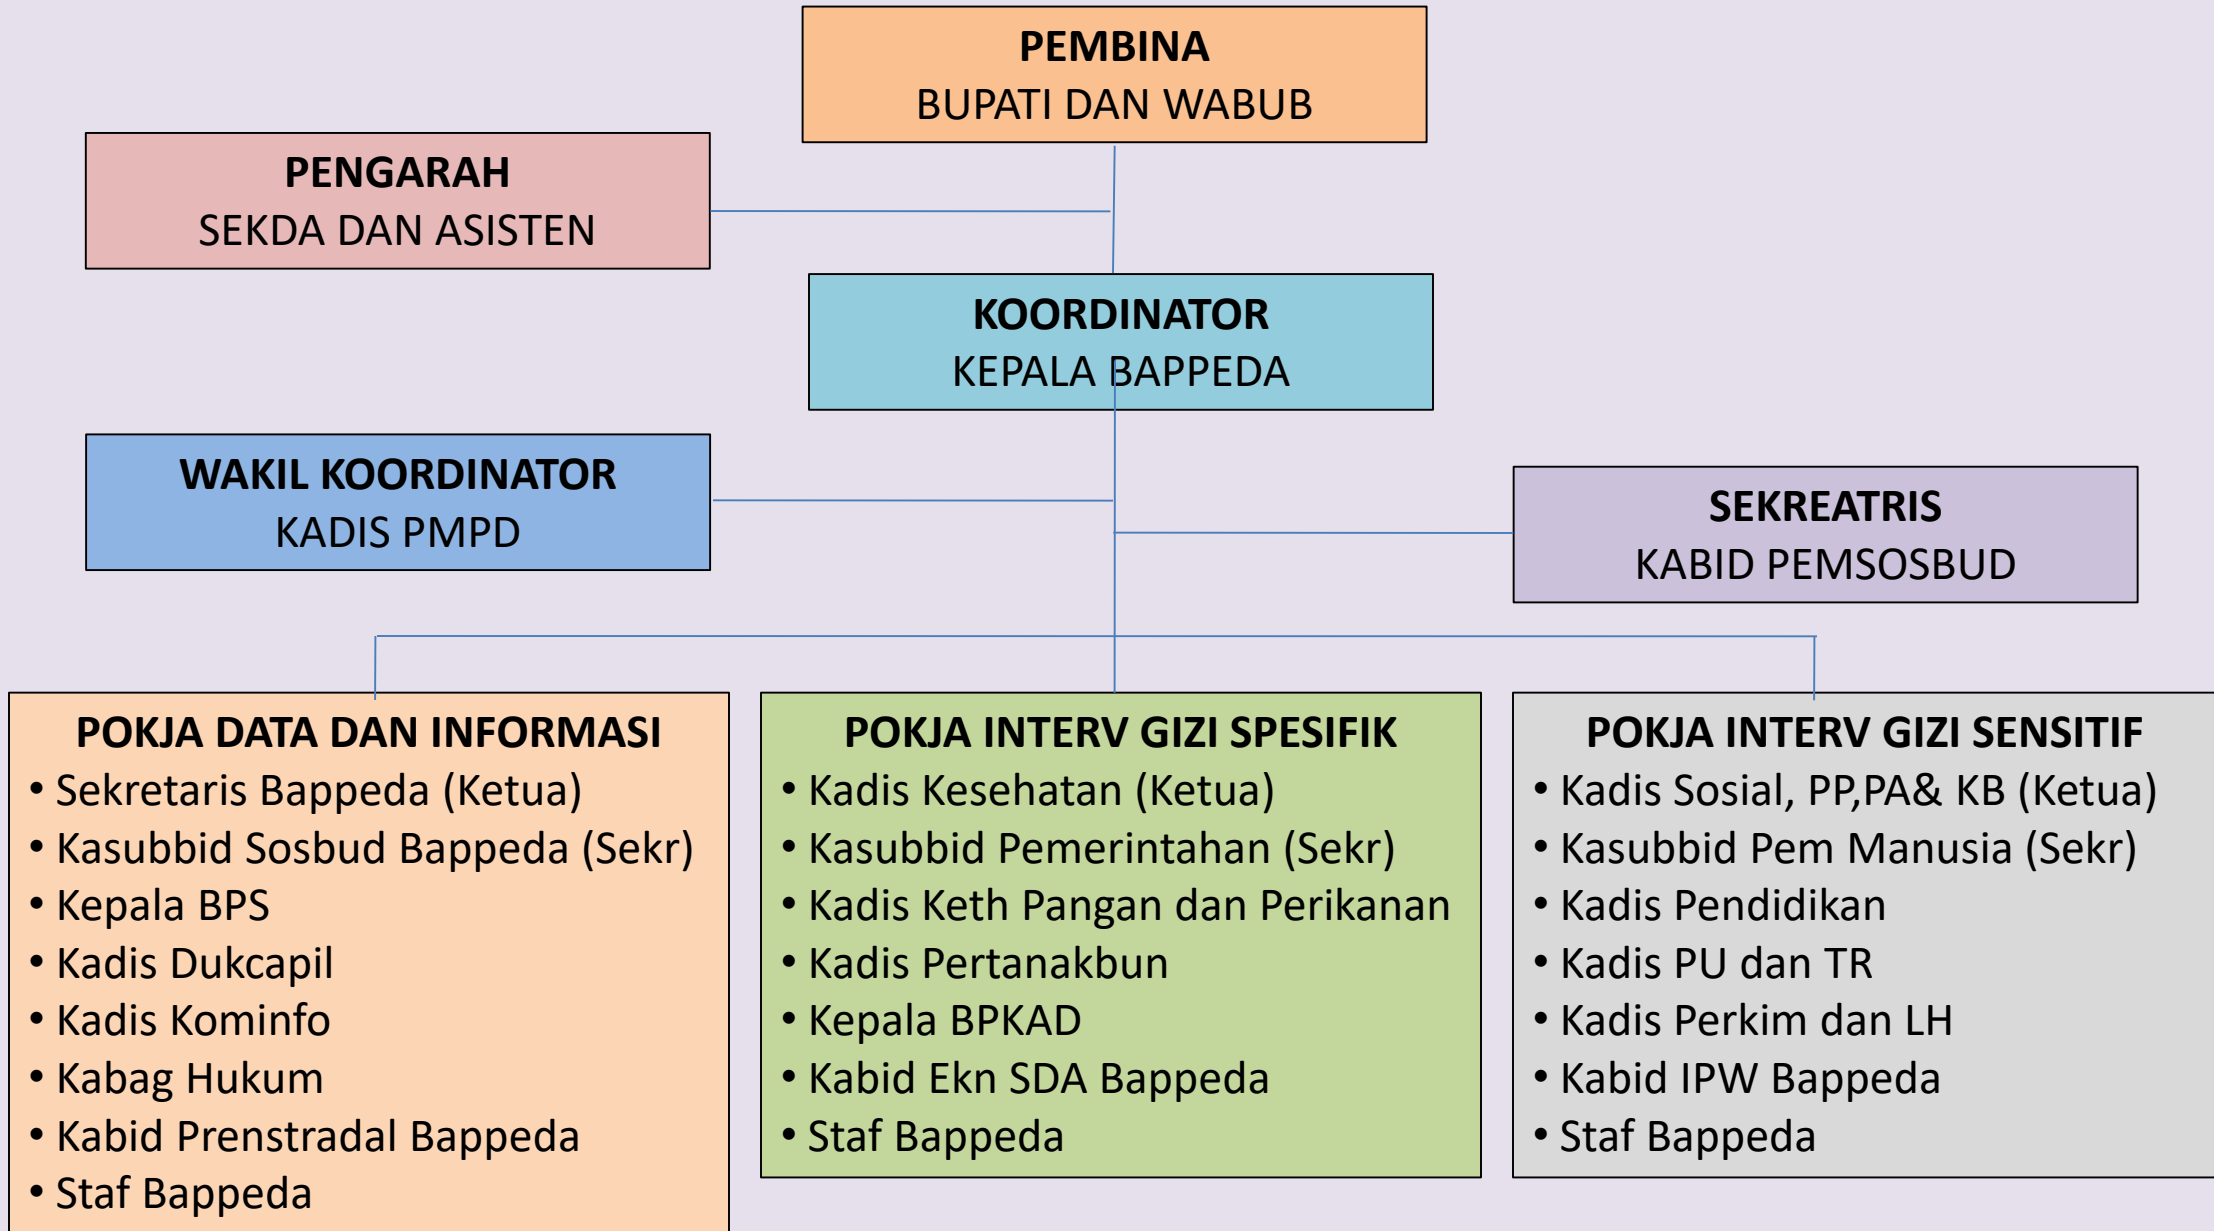 PEMBINA
BUPATI DAN WABUB
PENGARAH
SEKDA DAN ASISTEN
KOORDINATOR
KEPALA BAPPEDA
WAKIL KOORDINATOR
KADIS PMPD
SEKREATRIS
KABID PEMSOSBUD
POKJA DATA DAN INFORMASI
• Sekretaris Bappeda (Ketua)
• Kasubbid Sosbud Bappeda (Sekr)
• Kepala BPS
• Kadis Dukcapil
• Kadis Kominfo
• Kabag Hukum
• Kabid Prenstradal Bappeda
• Staf Bappeda
POKJA INTERV GIZI SPESIFIK
• Kadis Kesehatan (Ketua)
• Kasubbid Pemerintahan (Sekr)
• Kadis Keth Pangan dan Perikanan
• Kadis Pertanakbun
• Kepala BPKAD
• Kabid Ekn SDA Bappeda
• Staf Bappeda
POKJA INTERV GIZI SENSITIF
• Kadis Sosial, PP,PA& KB (Ketua)
• Kasubbid Pem Manusia (Sekr)
• Kadis Pendidikan
• Kadis PU dan TR
• Kadis Perkim dan LH
• Kabid IPW Bappeda
• Staf Bappeda